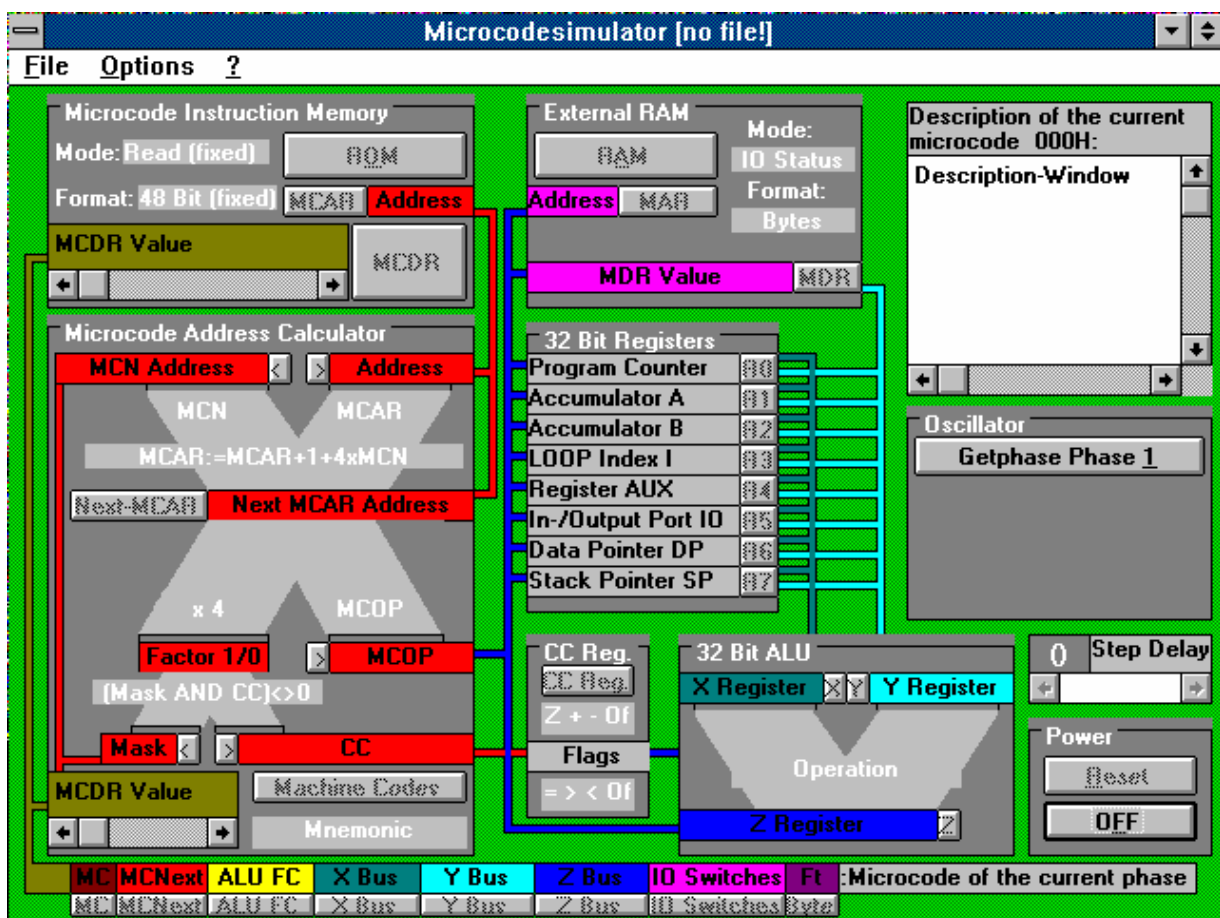 Microcodesimulator [no file!]
File Options ?
Microcode Instruction Memory
Mode: Read (fixed)
ROM
Format: 48 Bit (fixed)
MCAR
Address
MCDR Value
MCDR
External RAM
RAM
Mode:
IO Status
Format:
Bytes
Address
MAR
MDR Value
MDR
Description of the current
microcode 000H:
Description-Window
Microcode Address Calculator
MCN Address
<
>
Address
MCN
MCAR
MCAR:=MCAR+1+4xMCN
Next-MCAR
Next MCAR Address
x 4
MCOP
Factor 1/0
>
MCOP
(Mask AND CC)<>0
Mask
<
>
CC
MCDR Value
Machine Codes
Mnemonic
32 Bit Registers
Program Counter R0
Accumulator A R1
Accumulator B R2
LOOP Index I R3
Register AUX R4
In-/Output Port IO R5
Data Pointer DP R6
Stack Pointer SP R7
Oscillator
Getphase Phase 1
CC Reg.
CC Reg.
Z + - Of
Flags
= > < Of
32 Bit ALU
X Register
X
Y
Y Register
Operation
Z Register
Z
0
Step Delay
Power
Reset
OFF
MC MCNext ALU FC X Bus Y Bus Z Bus IO Switches Ft :Microcode of the current phase
MC MCNext ALU FC X Bus Y Bus Z Bus IO Switches Byte